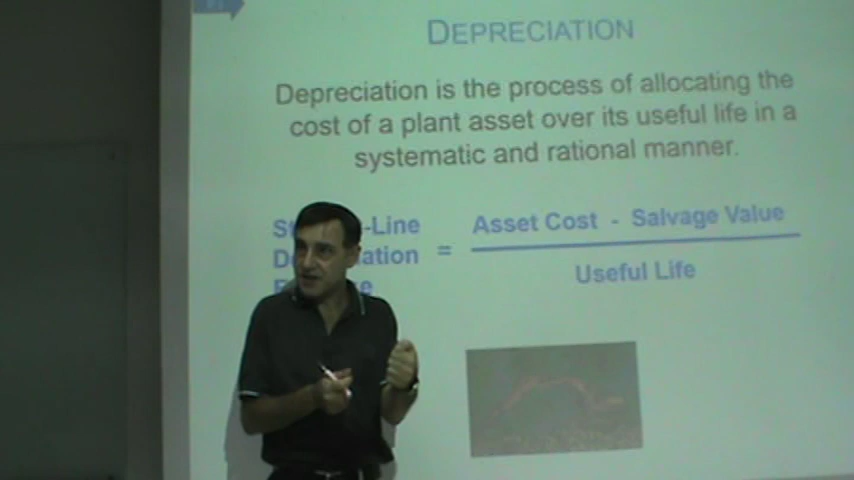 DEPRECIATION
Depreciation is the process of allocating the
cost of a plant asset over its useful life in a
systematic and rational manner.
-Line Asset Cost - Salvage Value
=
Useful Life